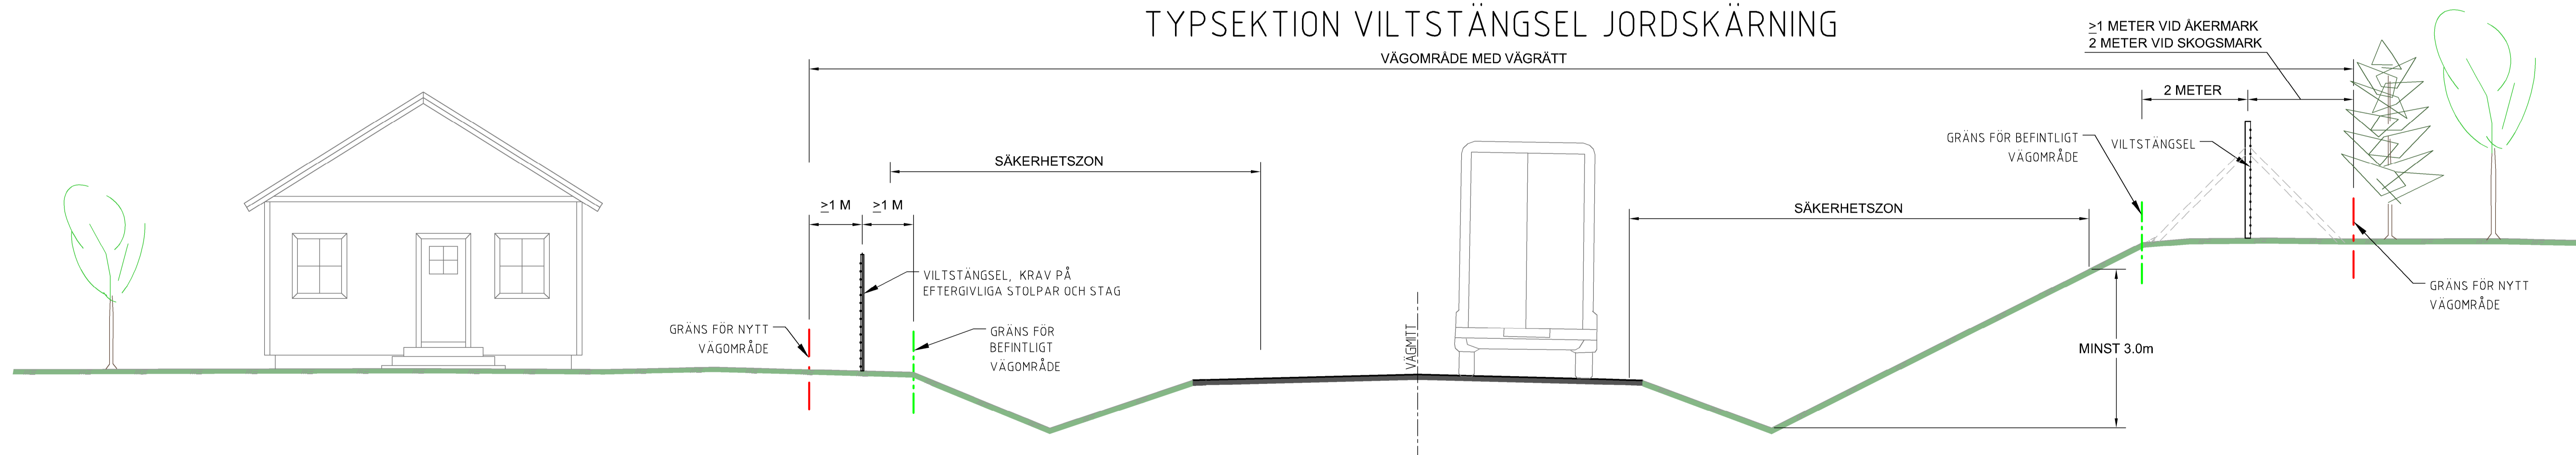 TYPSEKTION VILTSTÄNGSEL JORDSKÄRNING
VÄGOMRÅDE MED VÄGRÄTT
≥1 METER VID ÅKERMARK
2 METER VID SKOGSMARK
2 METER
GRÄNS FÖR BEFINTLIGT
VÄGOMRÅDE
VILTSTÄNGSEL
SÄKERHETSZON
≥1 M
≥1 M
SÄKERHETSZON
VILTSTÄNGSEL, KRAV PÅ
EFTERGIVLIGA STOLPAR OCH STAG
GRÄNS FÖR NYTT
VÄGOMRÅDE
GRÄNS FÖR
BEFINTLIGT
VÄGOMRÅDE
VÄGMITT
GRÄNS FÖR NYTT
VÄGOMRÅDE
MINST 3.0m